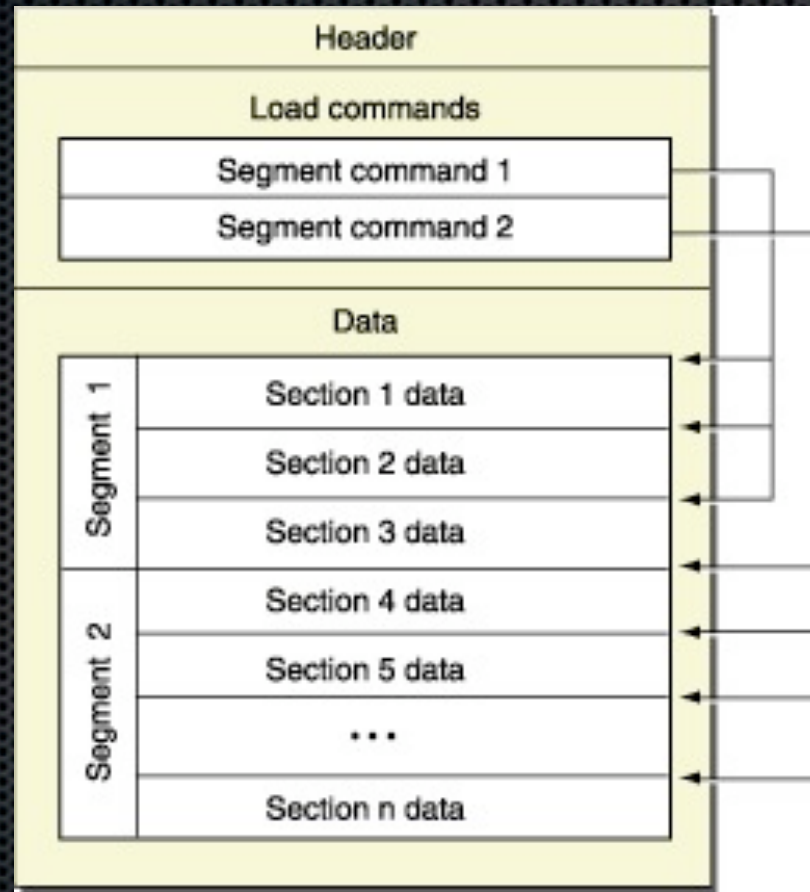 Header
Load commands
Segment command 1
Segment command 2
Data
Segment 1
Section 1 data
Section 2 data
Section 3 data
Segment 2
Section 4 data
Section 5 data
...
Section n data